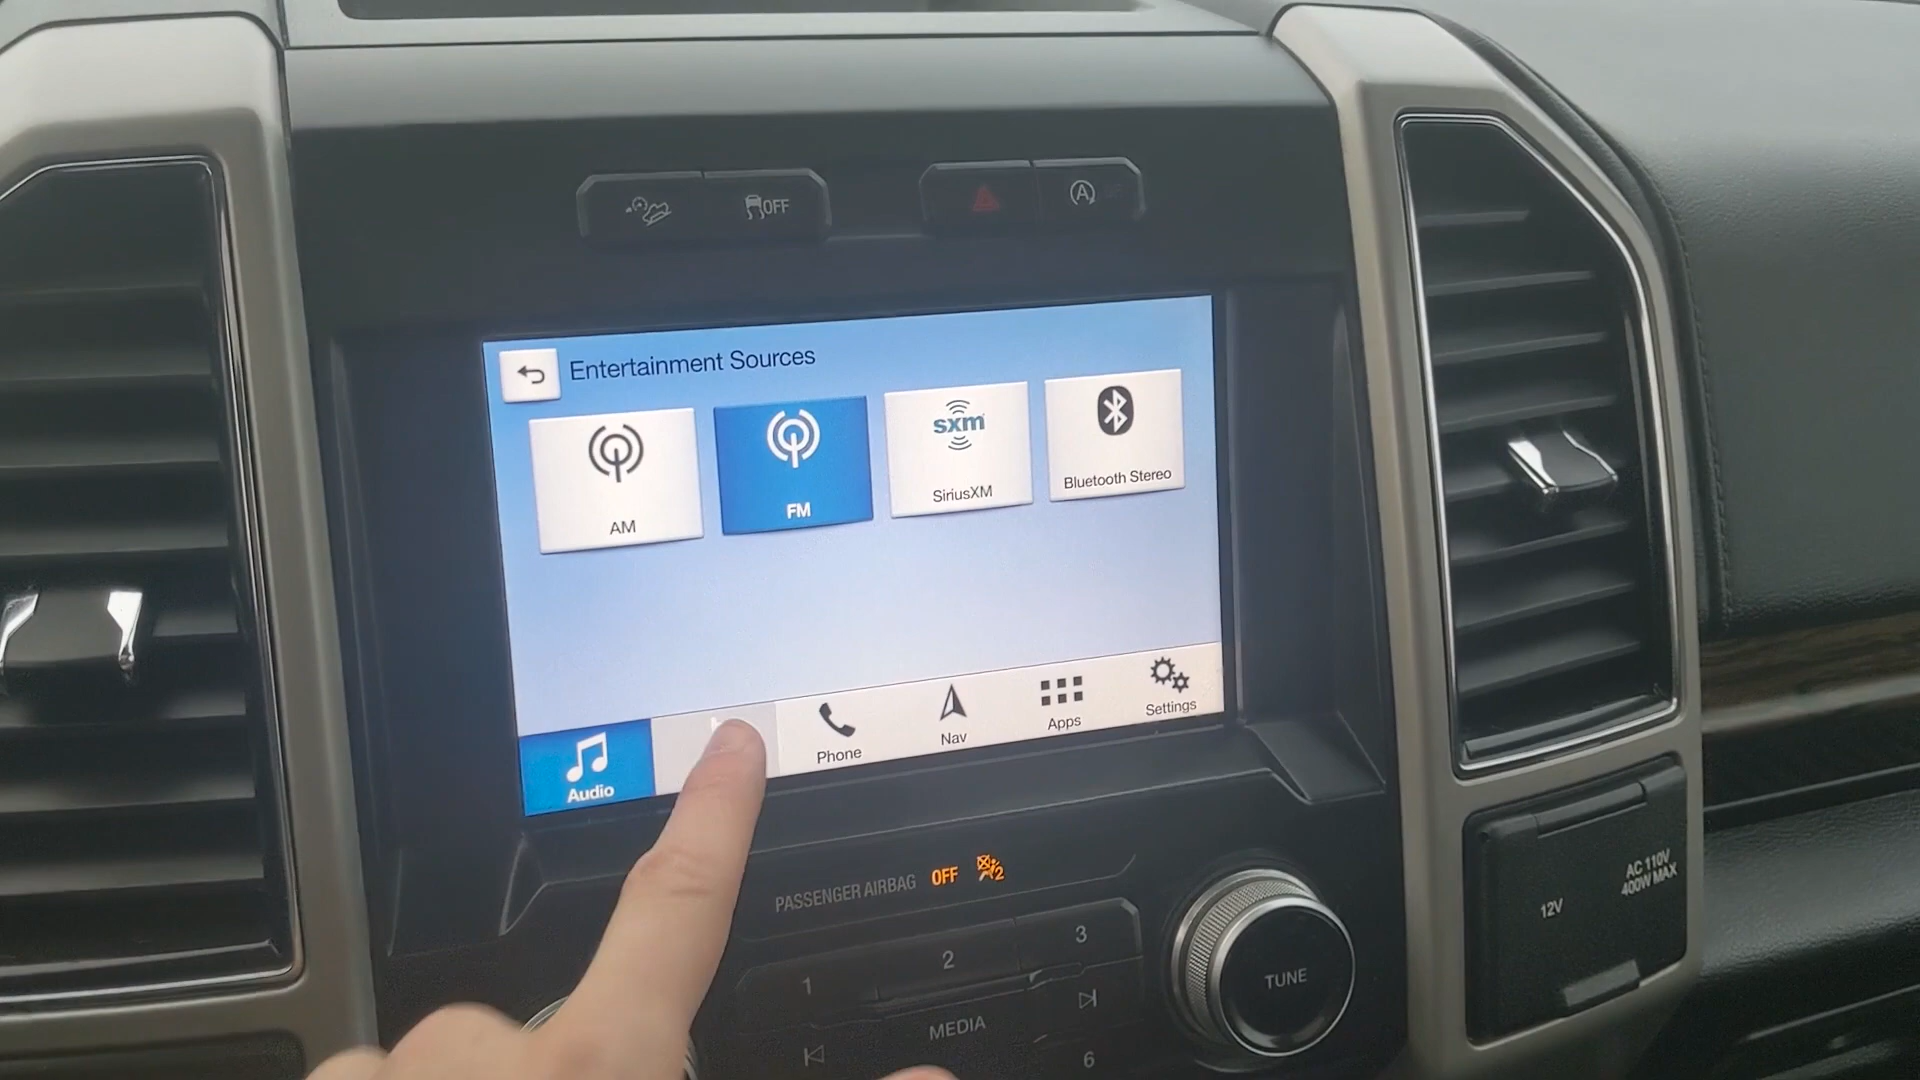 OFF
A
Entertainment Sources
AM
FM
sxm
SiriusXM
Bluetooth Stereo
Audio
Phone
Nav
Apps
Settings
PASSENGER AIRBAG OFF 2
1
2
3
MEDIA
6
TUNE
12V
AC 110V
400W MAX